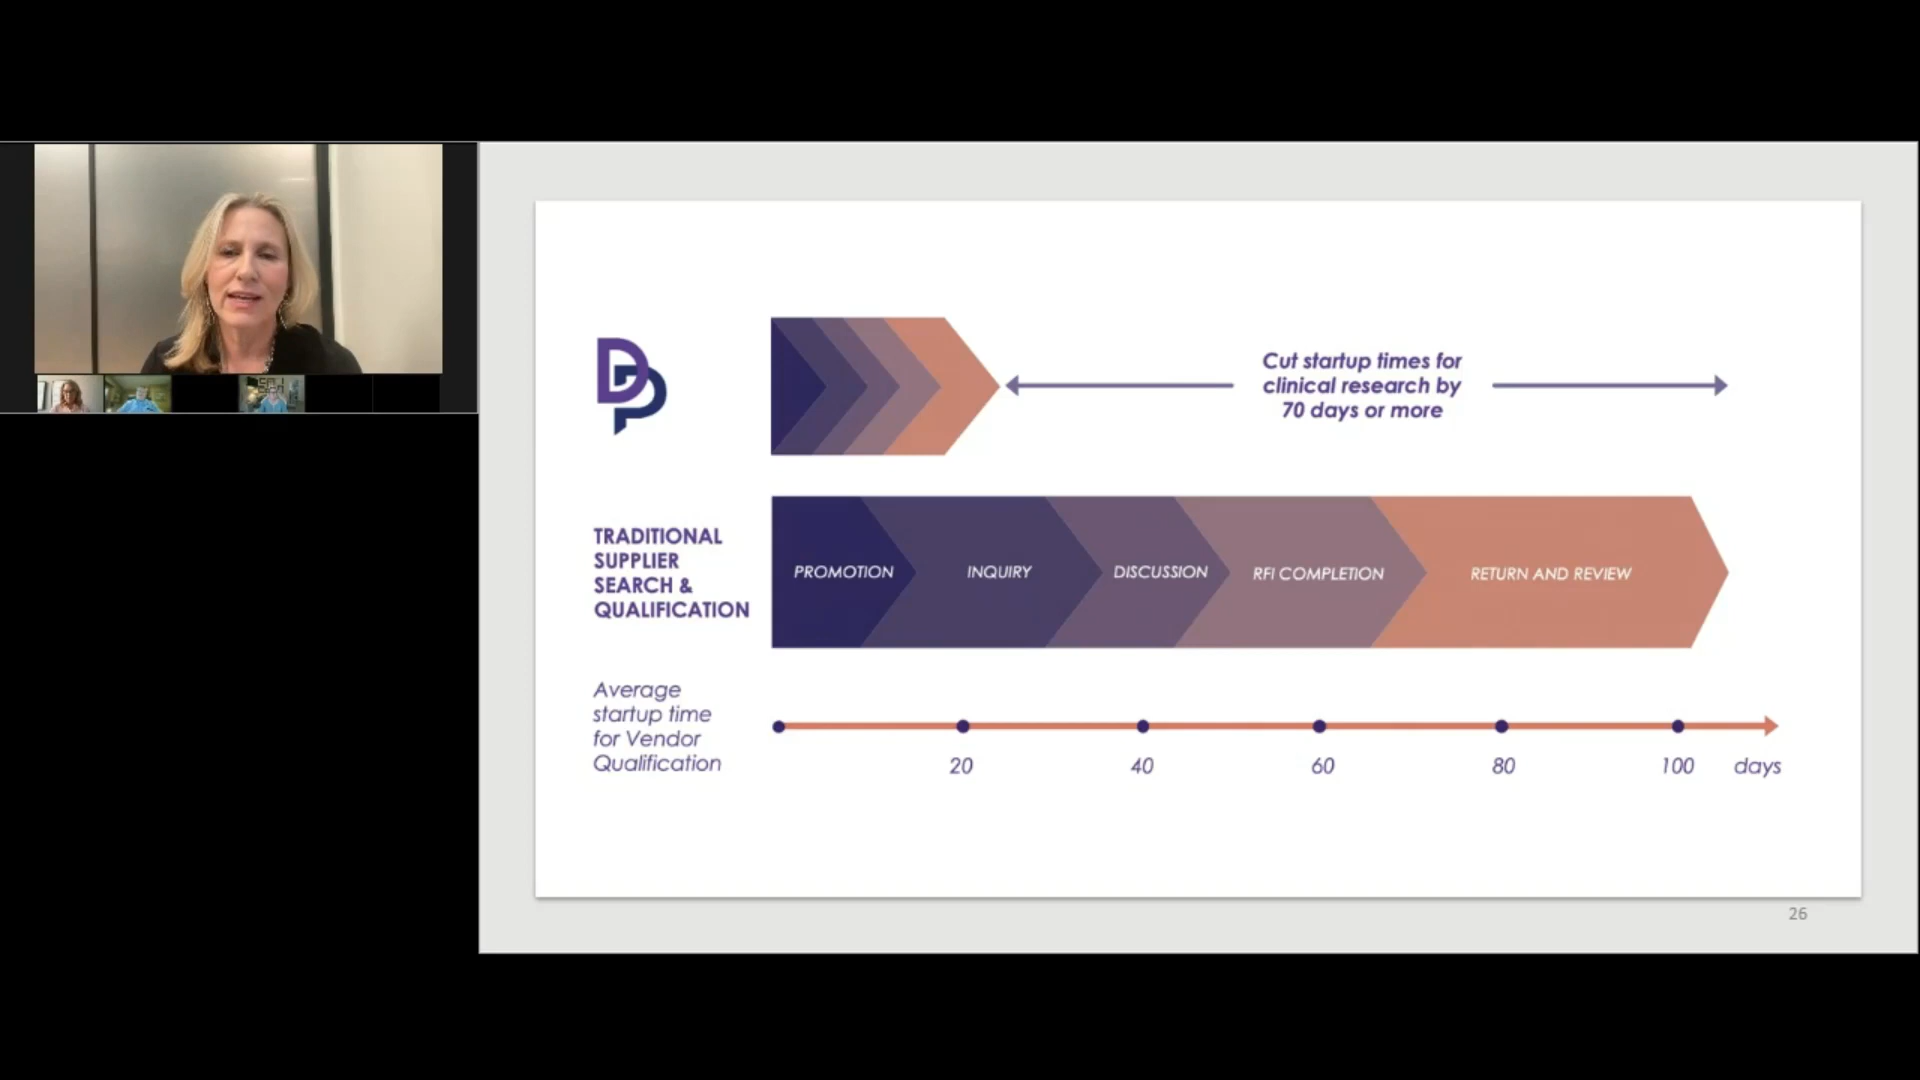 DP
Cut startup times for
clinical research by
70 days or more
TRADITIONAL
SUPPLIER
SEARCH &
QUALIFICATION
PROMOTION
INQUIRY
DISCUSSION
RFI COMPLETION
RETURN AND REVIEW
Average
startup time
for Vendor
Qualification
20
40
60
80
100
days
26